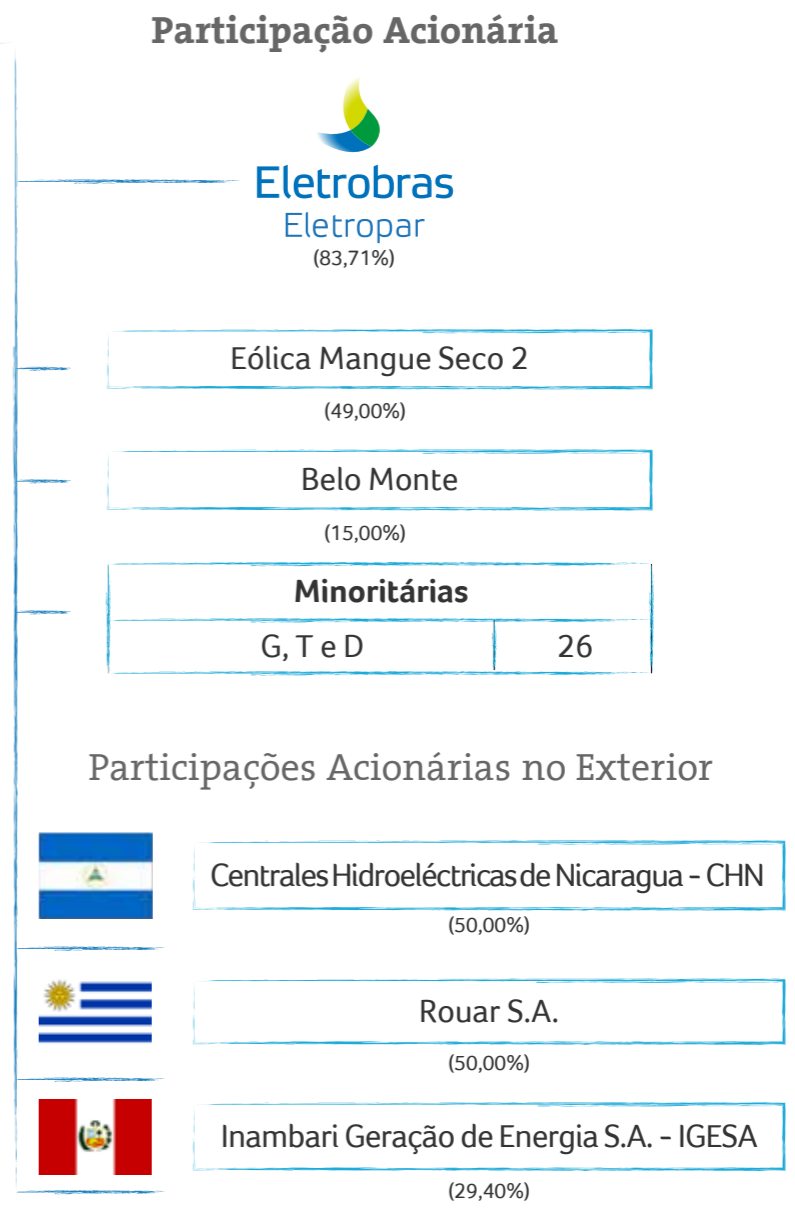 Participação Acionária
Eletrobras
Eletropar
(83,71%)
Eólica Mangue Seco 2
(49,00%)
Belo Monte
(15,00%)
Minoritárias
G, T e D 26
Participações Acionárias no Exterior
Centrales Hidroeléctricas de Nicaragua - CHN
(50,00%)
Rouar S.A.
(50,00%)
Inambari Geração de Energia S.A. - IGESA
(29,40%)